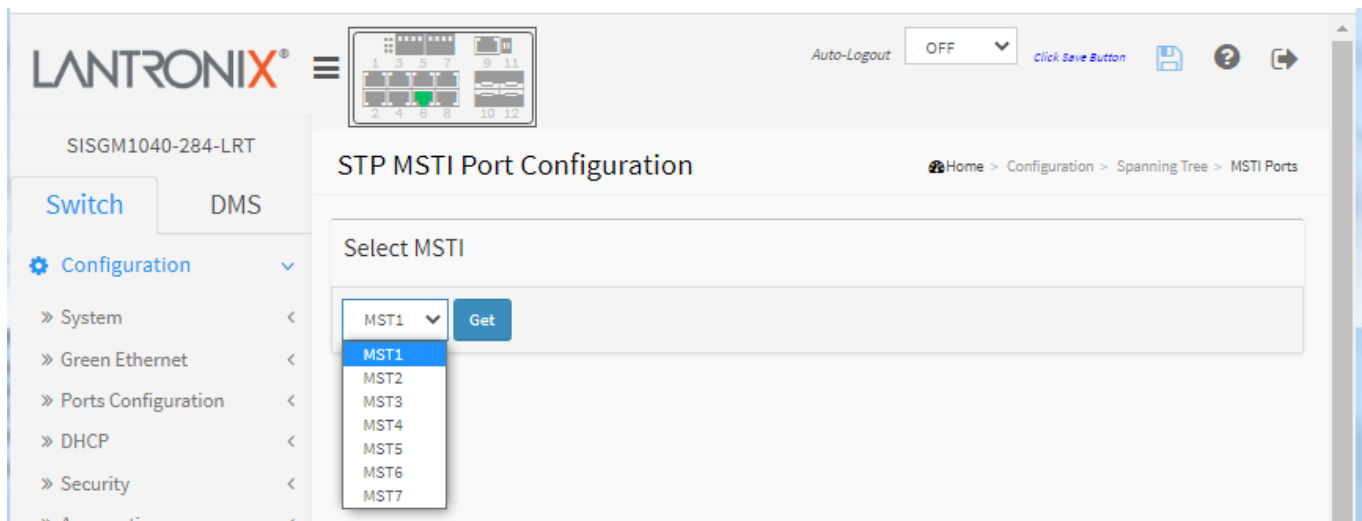 LANTRONIX®
1 3 5 7 9 11
2 4 6 8 10 12
Auto-Logout OFF Click Save Button
SISGM1040-284-LRT
Switch DMS
Configuration
» System
» Green Ethernet
» Ports Configuration
» DHCP
» Security
STP MSTI Port Configuration
Home > Configuration > Spanning Tree > MSTI Ports
Select MSTI
MST1 Get
MST1
MST2
MST3
MST4
MST5
MST6
MST7